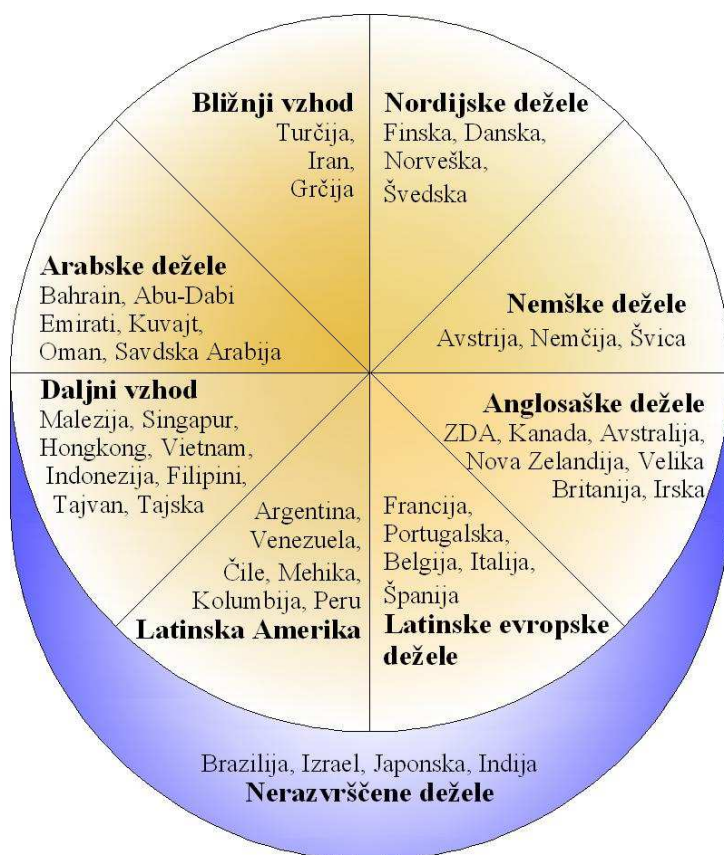 Bližnji vzhod
Turčija,
Iran,
Grčija
Nordijske dežele
Finska, Danska,
Norveška,
Švedska
Arabske dežele
Bahrain, Abu-Dabi
Emirati, Kuvajt,
Oman, Savdska Arabija
Nemške dežele
Avstrija, Nemčija, Švica
Daljni vzhod
Malezija, Singapur,
Hongkong, Vietnam,
Indonezija, Filipini,
Tajvan, Tajska
Anglosaške dežele
ZDA, Kanada, Avstralija,
Nova Zelandija, Velika
Britanija, Irska
Argentina,
Venezuela,
Čile, Mehika,
Kolumbija, Peru
Latinska Amerika
Francija,
Portugalska,
Belgija, Italija,
Španija
Latinske evropske
dežele
Brazilija, Izrael, Japonska, Indija
Nerazvrščene dežele